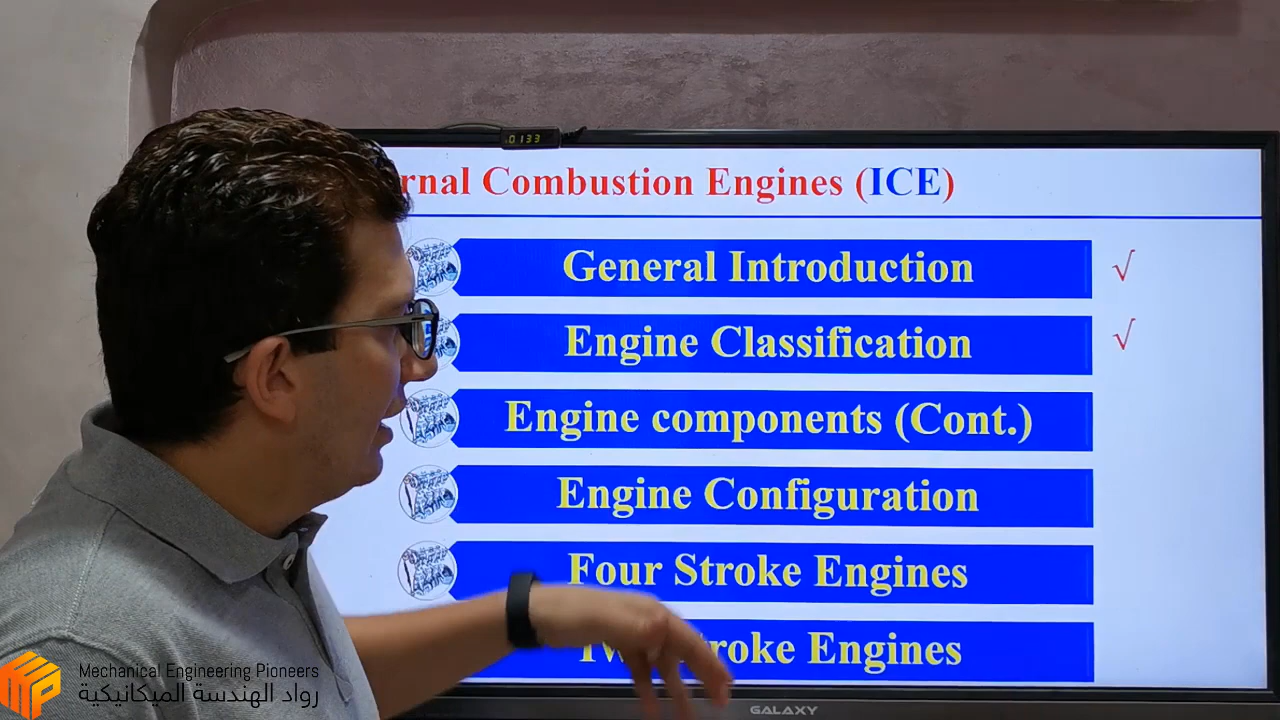 0133
rnal Combustion Engines (ICE)
General Introduction √
Engine Classification √
Engine components (Cont.)
Engine Configuration
Four Stroke Engines
Stroke Engines
GALAXY
Mechanical Engineering Pioneers
رواد الهندسة الميكانيكية